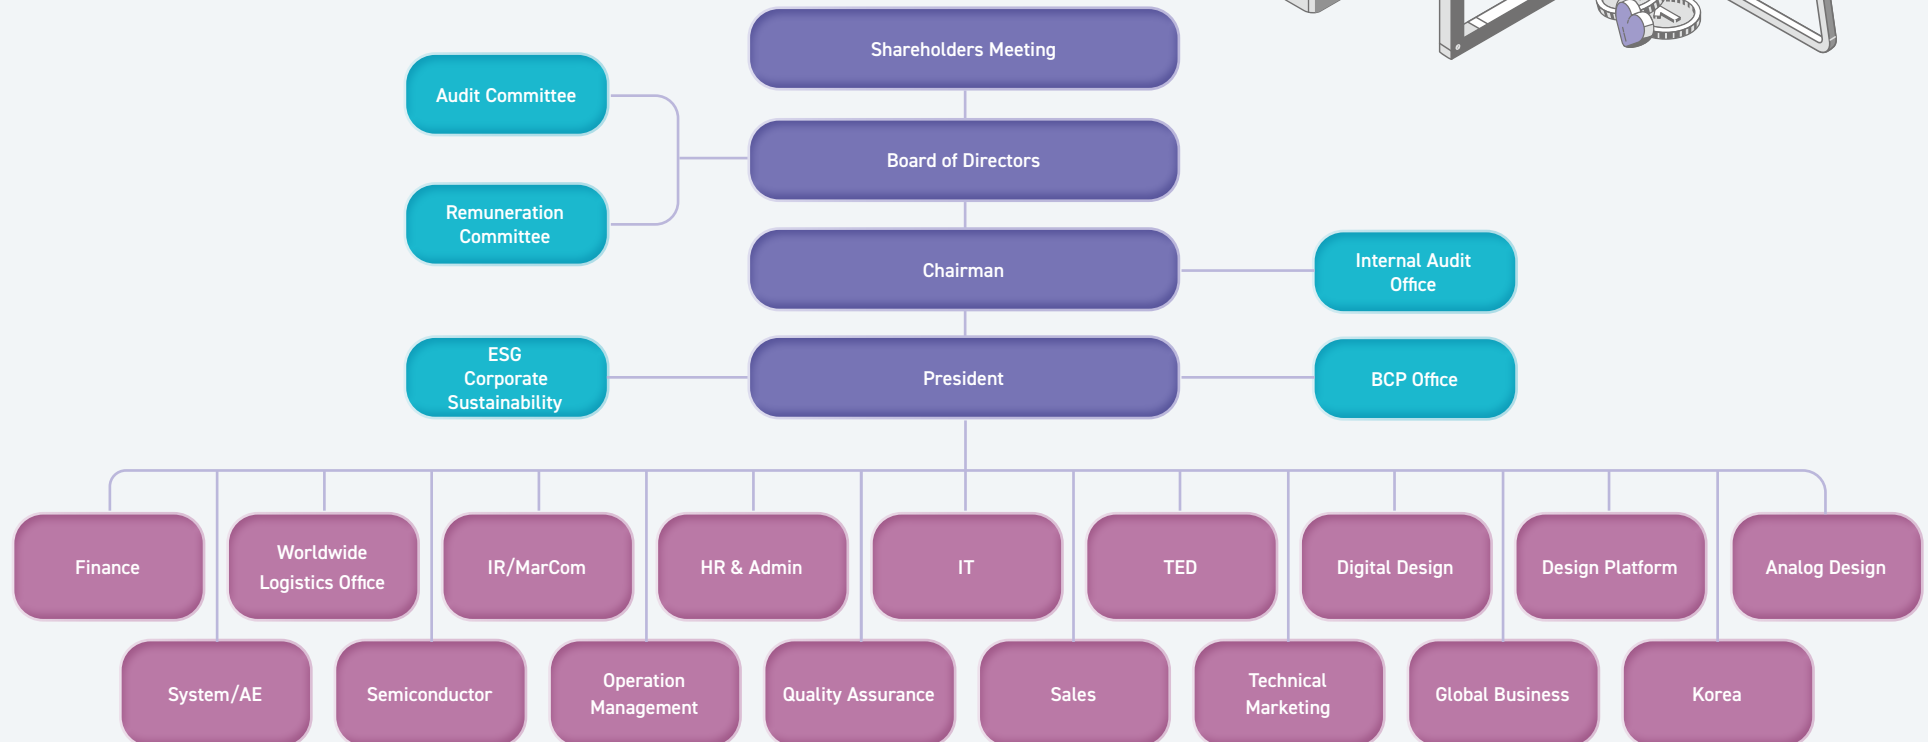 Shareholders Meeting
Audit Committee
Board of Directors
Remuneration
Committee
Chairman
Internal Audit
Office
ESG
Corporate
Sustainability
President
BCP Office
Finance
Worldwide
Logistics Office
IR/MarCom
HR & Admin
IT
TED
Digital Design
Design Platform
Analog Design
System/AE
Semiconductor
Operation
Management
Quality Assurance
Sales
Technical
Marketing
Global Business
Korea